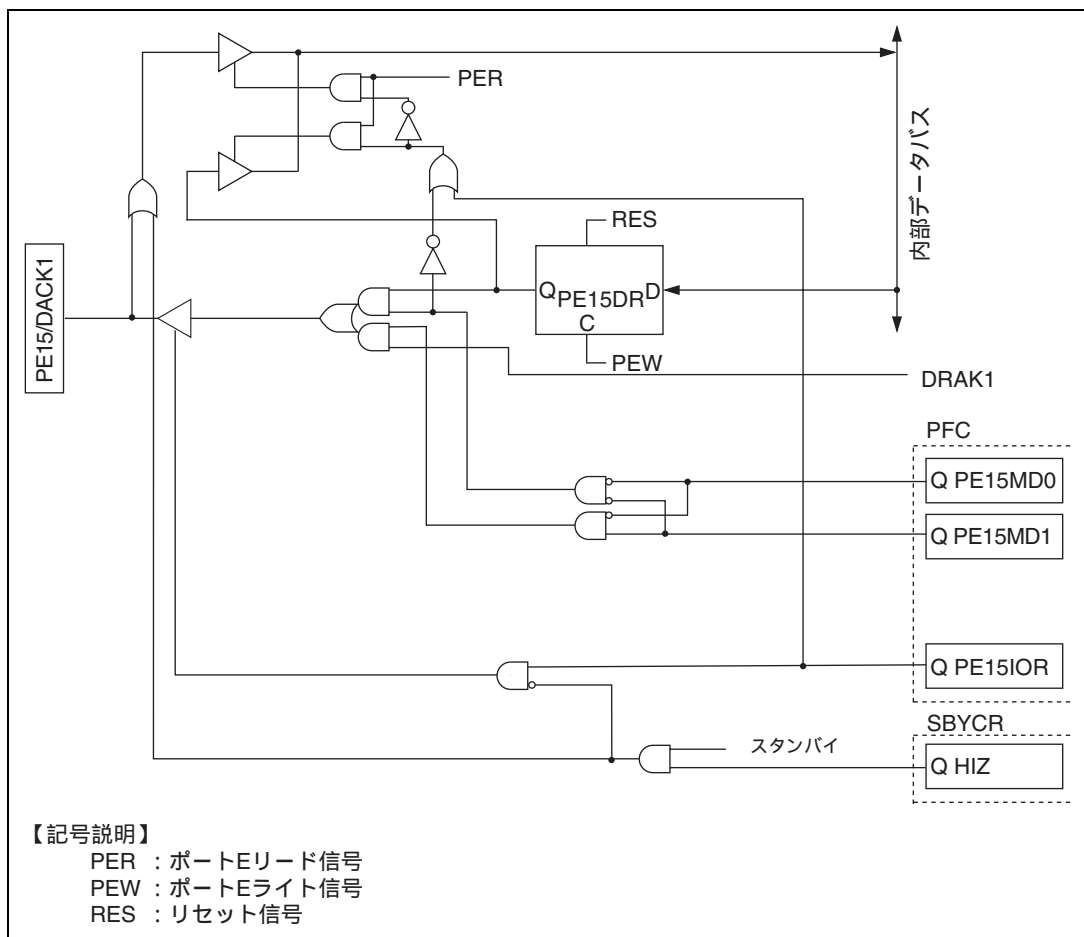 PER
内部データバス
RES
Q
PE15DR
D
C
PEW
PE15/DACK1
DRAK1
PFC
Q PE15MD0
Q PE15MD1
Q PE15IOR
SBYCR
スタンバイ
Q HIZ
【記号説明】
PER :ポートEリード信号
PEW :ポートEライト信号
RES :リセット信号